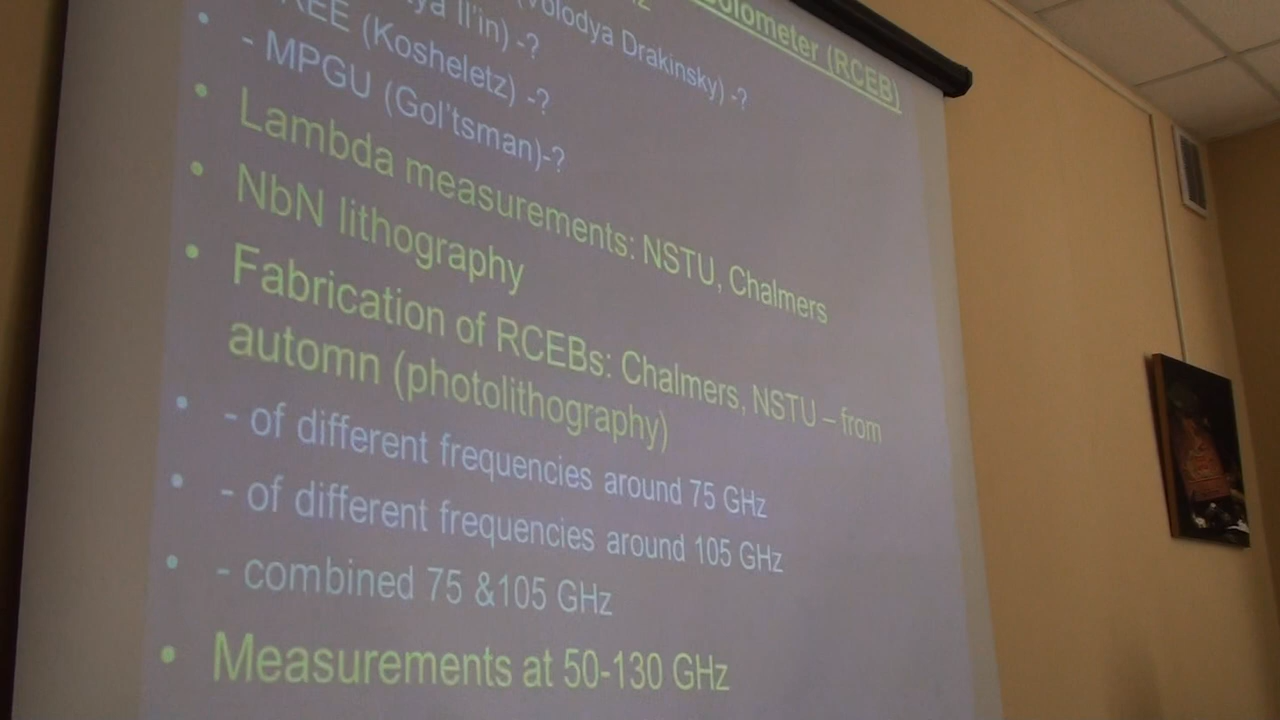 olometer (RCEB)
(Volodya Drakinsky) -?
ya Il'in) -?
REE (Kosheletz) -?
- MPGU (Gol'tsman)-?
• Lambda measurements: NSTU, Chalmers
• NbN lithography
• Fabrication of RCEBs: Chalmers, NSTU – from
automn (photolithography)
• - of different frequencies around 75 GHz
• - of different frequencies around 105 GHz
• - combined 75 &105 GHz
• Measurements at 50-130 GHz